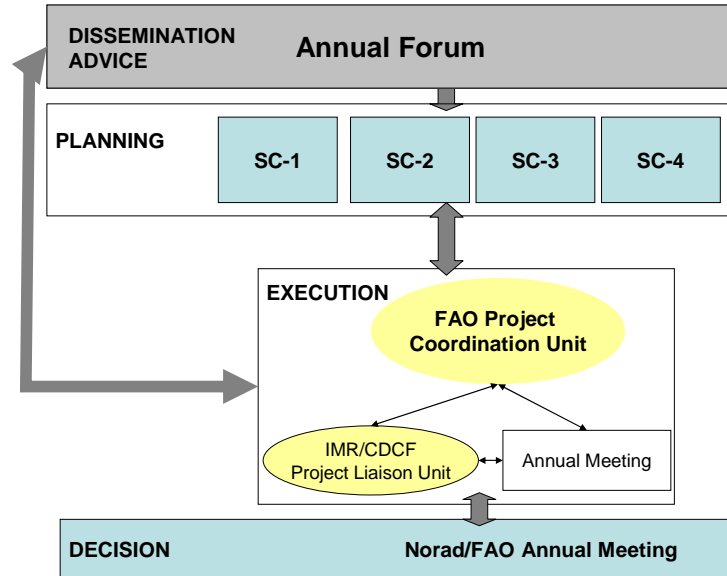 DISSEMINATION
ADVICE
Annual Forum
PLANNING
SC-1
SC-2
SC-3
SC-4
EXECUTION
FAO Project
Coordination Unit
IMR/CDCF
Project Liaison Unit
Annual Meeting
DECISION
Norad/FAO Annual Meeting